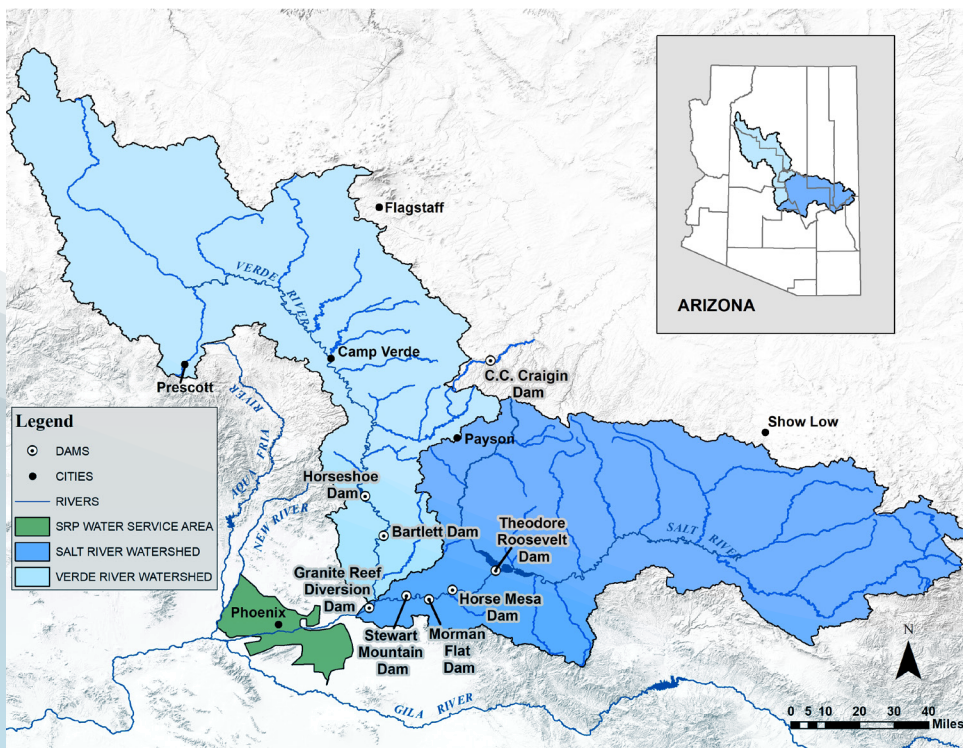 ARIZONA
Flagstaff
VERDE RIVER
Camp Verde
C.C. Craigin
Dam
Prescott
Show Low
Payson
Legend
DAMS
CITIES
RIVERS
SRP WATER SERVICE AREA
SALT RIVER WATERSHED
VERDE RIVER WATERSHED
AQUA FRIA
RIVER
NEW RIVER
Horseshoe
Dam
Bartlett Dam
Theodore
Roosevelt
Dam
SALT RIVER
Granite Reef
Diversion
Dam
Horse Mesa
Dam
Phoenix
Stewart
Mountain
Dam
Morman
Flat
Dam
GILA RIVER
N
0 5 10 20 30 40
Miles